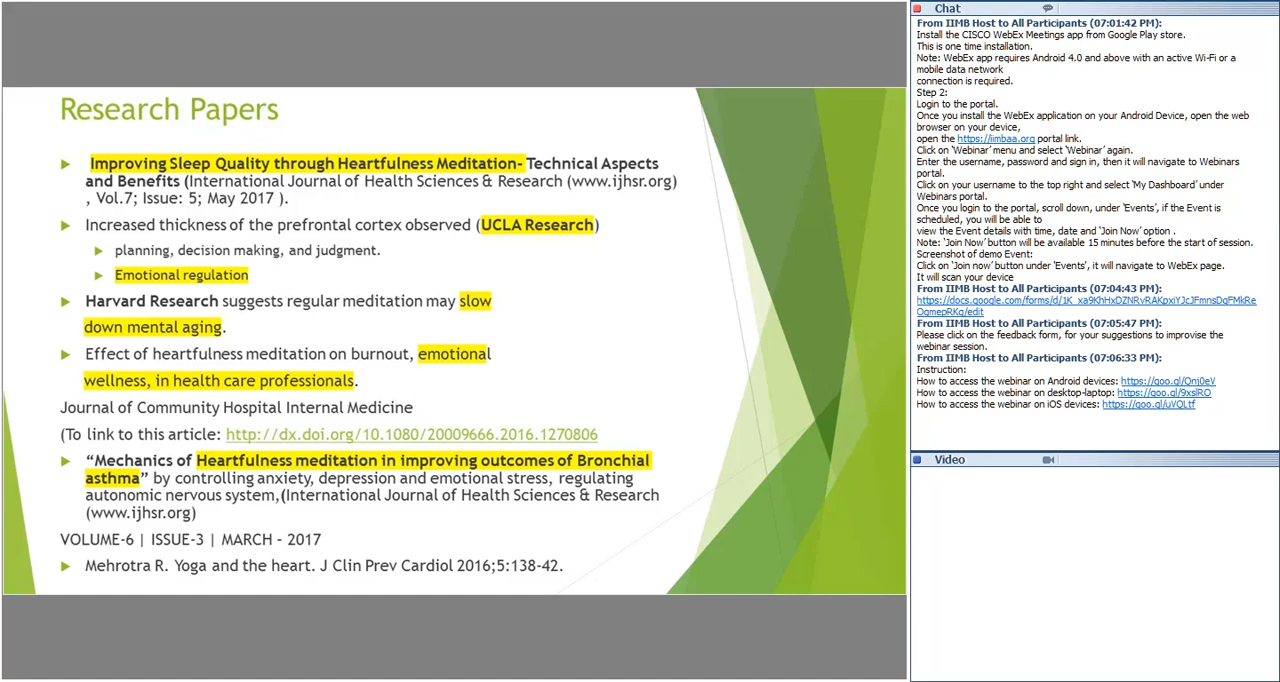 Research Papers
Improving Sleep Quality through Heartfulness Meditation- Technical Aspects
and Benefits (International Journal of Health Sciences & Research (www.ijhsr.org)
, Vol.7; Issue: 5; May 2017 ).
Increased thickness of the prefrontal cortex observed (UCLA Research)
planning, decision making, and judgment.
Emotional regulation
Harvard Research suggests regular meditation may slow
down mental aging.
Effect of heartfulness meditation on burnout, emotional
wellness, in health care professionals.
Journal of Community Hospital Internal Medicine
(To link to this article: http://dx.doi.org/10.1080/20009666.2016.1270806
“Mechanics of Heartfulness meditation in improving outcomes of Bronchial
asthma” by controlling anxiety, depression and emotional stress, regulating
autonomic nervous system,(International Journal of Health Sciences & Research
(www.ijhsr.org)
VOLUME-6 | ISSUE-3 | MARCH - 2017
Mehrotra R. Yoga and the heart. J Clin Prev Cardiol 2016;5:138-42.
Chat
From IIMB Host to All Participants (07:01:42 PM):
Install the CISCO WebEx Meetings app from Google Play store.
This is one time installation.
Note: WebEx app requires Android 4.0 and above with an active Wi-Fi or a
mobile data network
connection is required.
Step 2:
Login to the portal.
Once you install the WebEx application on your Android Device, open the web
browser on your device,
open the https://imbaa.org portal link.
Click on ‘Webinar’ menu and select ‘Webinar’ again.
Enter the username, password and sign in, then it will navigate to Webinars
portal.
Click on your username to the top right and select ‘My Dashboard’ under
Webinars portal.
Once you login to the portal, scroll down, under ‘Events’, if the Event is
scheduled, you will be able to
view the Event details with time, date and ‘Join Now’ option .
Note: ‘Join Now’ button will be available 15 minutes before the start of session.
Screenshot of demo Event:
Click on ‘Join now’ button under 'Events’, it will navigate to WebEx page.
It will scan your device
From IIMB Host to All Participants (07:04:43 PM):
From IIMB Host to All Participants (07:05:47 PM):
Please click on the feedback form, for your suggestions to improvise the
webinar session.
From IIMB Host to All Participants (07:06:33 PM):
Instruction:
How to access the webinar on Android devices:
How to access the webinar on desktop-laptop: https://goo.gl/9xslRO
How to access the webinar on iOS devices: https://goo.gl/uVQLtf
Video